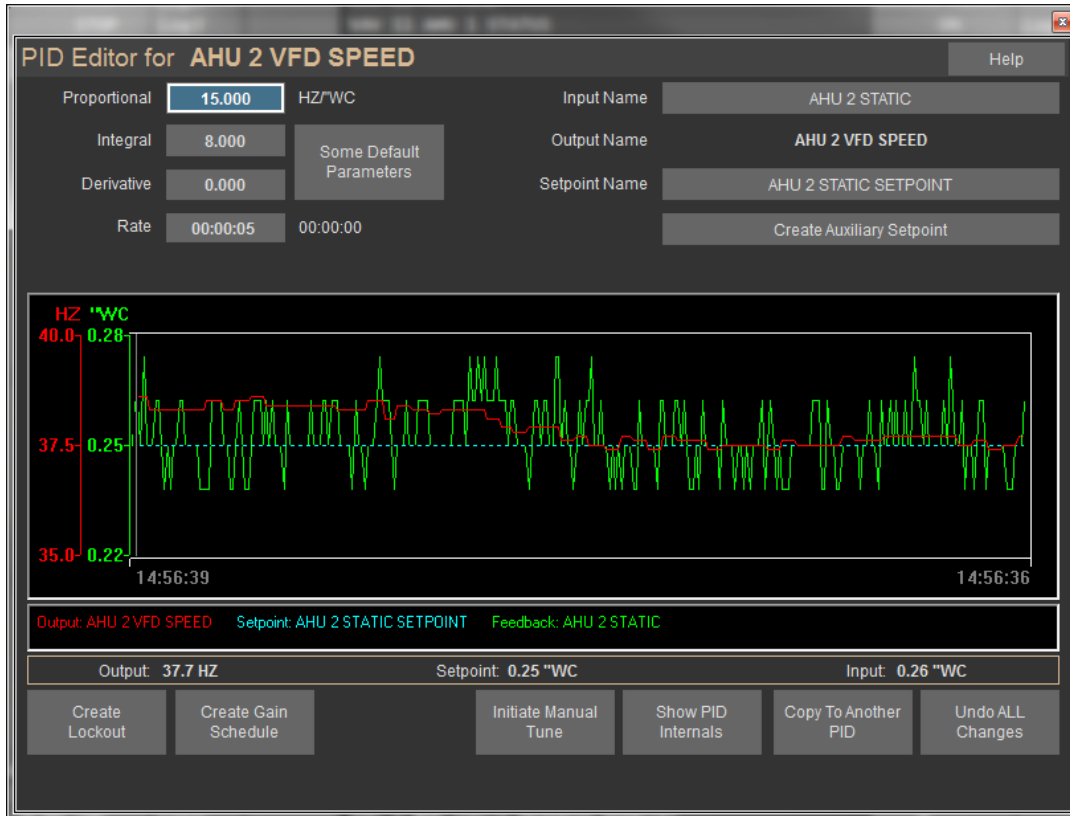 PID Editor for AHU 2 VFD SPEED
Help
Proportional 15.000 HZ/"WC
Integral 8.000
Derivative 0.000
Some Default
Parameters
Rate 00:00:05 00:00:00
Input Name AHU 2 STATIC
Output Name AHU 2 VFD SPEED
Setpoint Name AHU 2 STATIC SETPOINT
Create Auxiliary Setpoint
HZ "WC
40.0 0.28
37.5 0.25
35.0 0.22
14:56:39 14:56:36
Output: AHU 2 VFD SPEED Setpoint: AHU 2 STATIC SETPOINT Feedback: AHU 2 STATIC
Output: 37.7 HZ Setpoint: 0.25 "WC Input: 0.26 "WC
Create
Lockout
Create Gain
Schedule
Initiate Manual
Tune
Show PID
Internals
Copy To Another
PID
Undo ALL
Changes